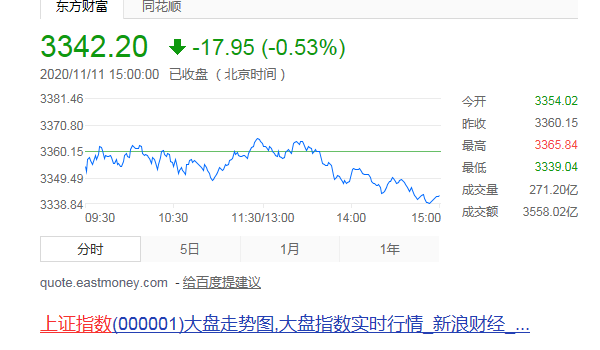 东方财富 同花顺
3342.20 -17.95 (-0.53%)
2020/11/11 15:00:00 已收盘 ( 北京时间 )
3381.46
3370.80
3360.15
3349.49
3338.84
09:30 10:30 11:30/13:00 14:00 15:00
今开 3354.02
昨收 3360.15
最高 3365.84
最低 3339.04
成交量 271.20亿
成交额 3558.02亿
分时 5日 1月 1年
quote.eastmoney.com - 给百度提建议
上证指数(000001)大盘走势图,大盘指数实时行情_新浪财经_...